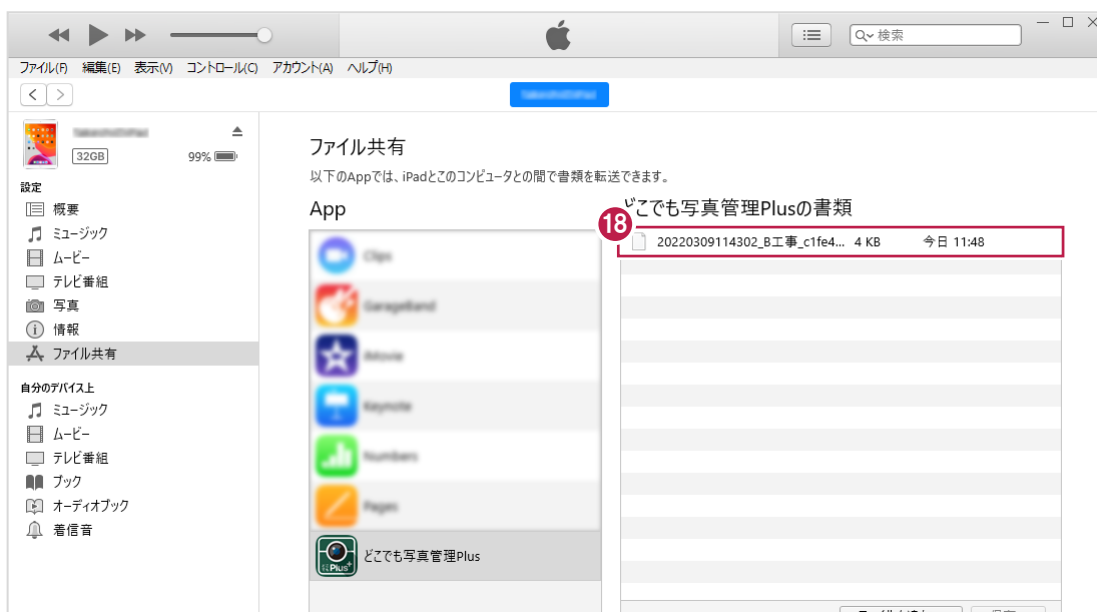 検索
ファイル(F) 編集(E) 表示(V) コントロール(C) アカウント(A) ヘルプ(H)
32GB
99%
設定
概要
ミュージック
ムービー
テレビ番組
写真
情報
ファイル共有
自分のデバイス上
ミュージック
ムービー
テレビ番組
ブック
オーディオブック
着信音
ファイル共有
以下のAppでは、iPadとこのコンピュータとの間で書類を転送できます。
App
Clips
GarageBand
iMovie
Keynote
Numbers
Pages
Plus+
どこでも写真管理Plus
どこでも写真管理Plusの書類
18
20220309114302_B工事_c1fe4... 4 KB 今日 11:48